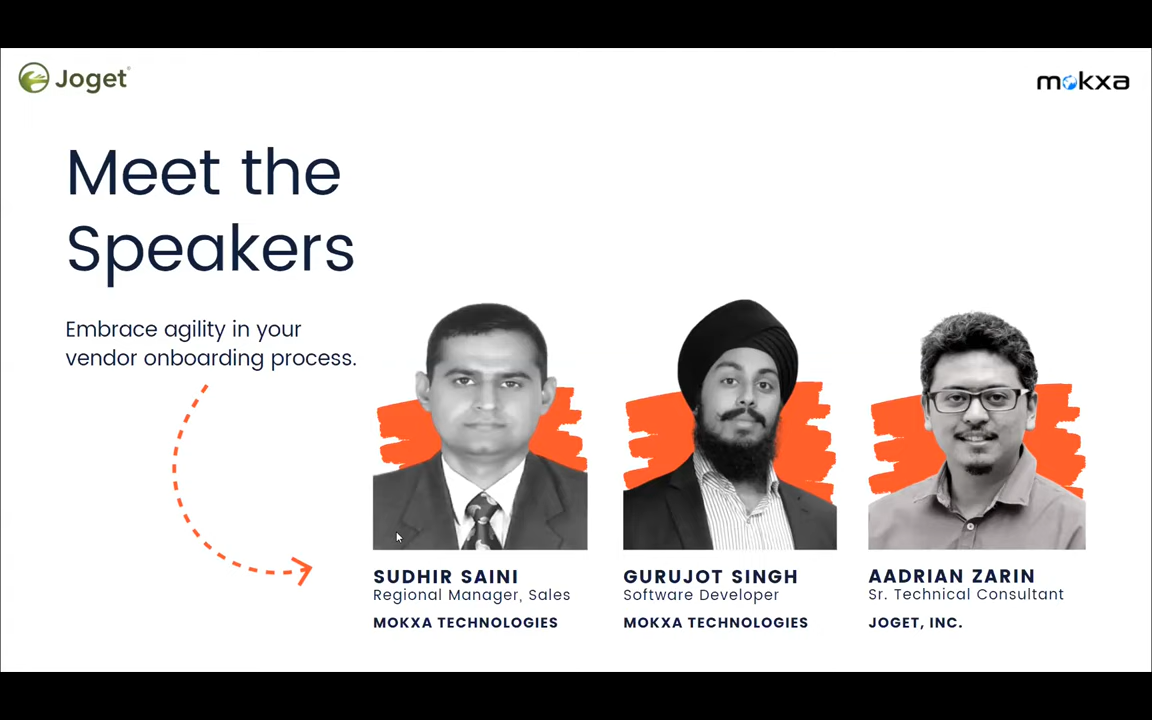 Joget
mokxa
Meet the
Speakers
Embrace agility in your
vendor onboarding process.
SUDHIR SAINI
Regional Manager, Sales
MOKXA TECHNOLOGIES
GURUJOT SINGH
Software Developer
MOKXA TECHNOLOGIES
AADRIAN ZARIN
Sr. Technical Consultant
JOGET, INC.